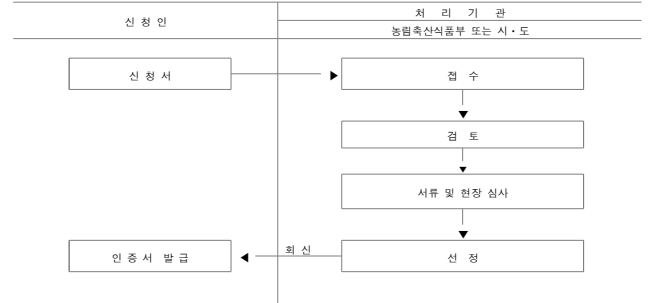 신 청 인
처 리 기 관
농림축산식품부 또는 시·도
신 청 서
접 수
검 토
서류 및 현장 심사
회 신
인 증 서 발 급
선 정